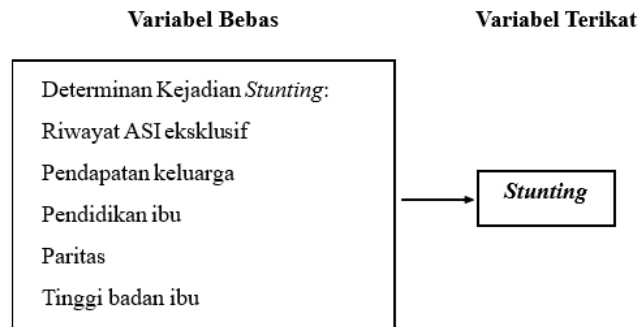 Variabel Bebas
Variabel Terikat
Determinan Kejadian Stunting:
Riwayat ASI eksklusif
Pendapatan keluarga
Pendidikan ibu
Paritas
Tinggi badan ibu
Stunting